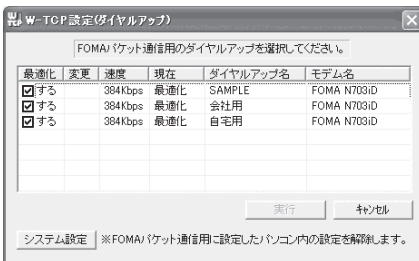 W-TCP設定(ダイヤルアップ)
FOMAパケット通信用のダイヤルアップを選択してください。
最適化 変更 速度 現在 ダイヤルアップ名 モデム名
する 384Kbps 最適化 SAMPLE FOMA N703iD
する 384Kbps 最適化 会社用 FOMA N703iD
する 384Kbps 最適化 自宅用 FOMA N703iD
実行 キャンセル
システム設定 ※FOMAパケット通信用に設定したパソコン内の設定を解除します。